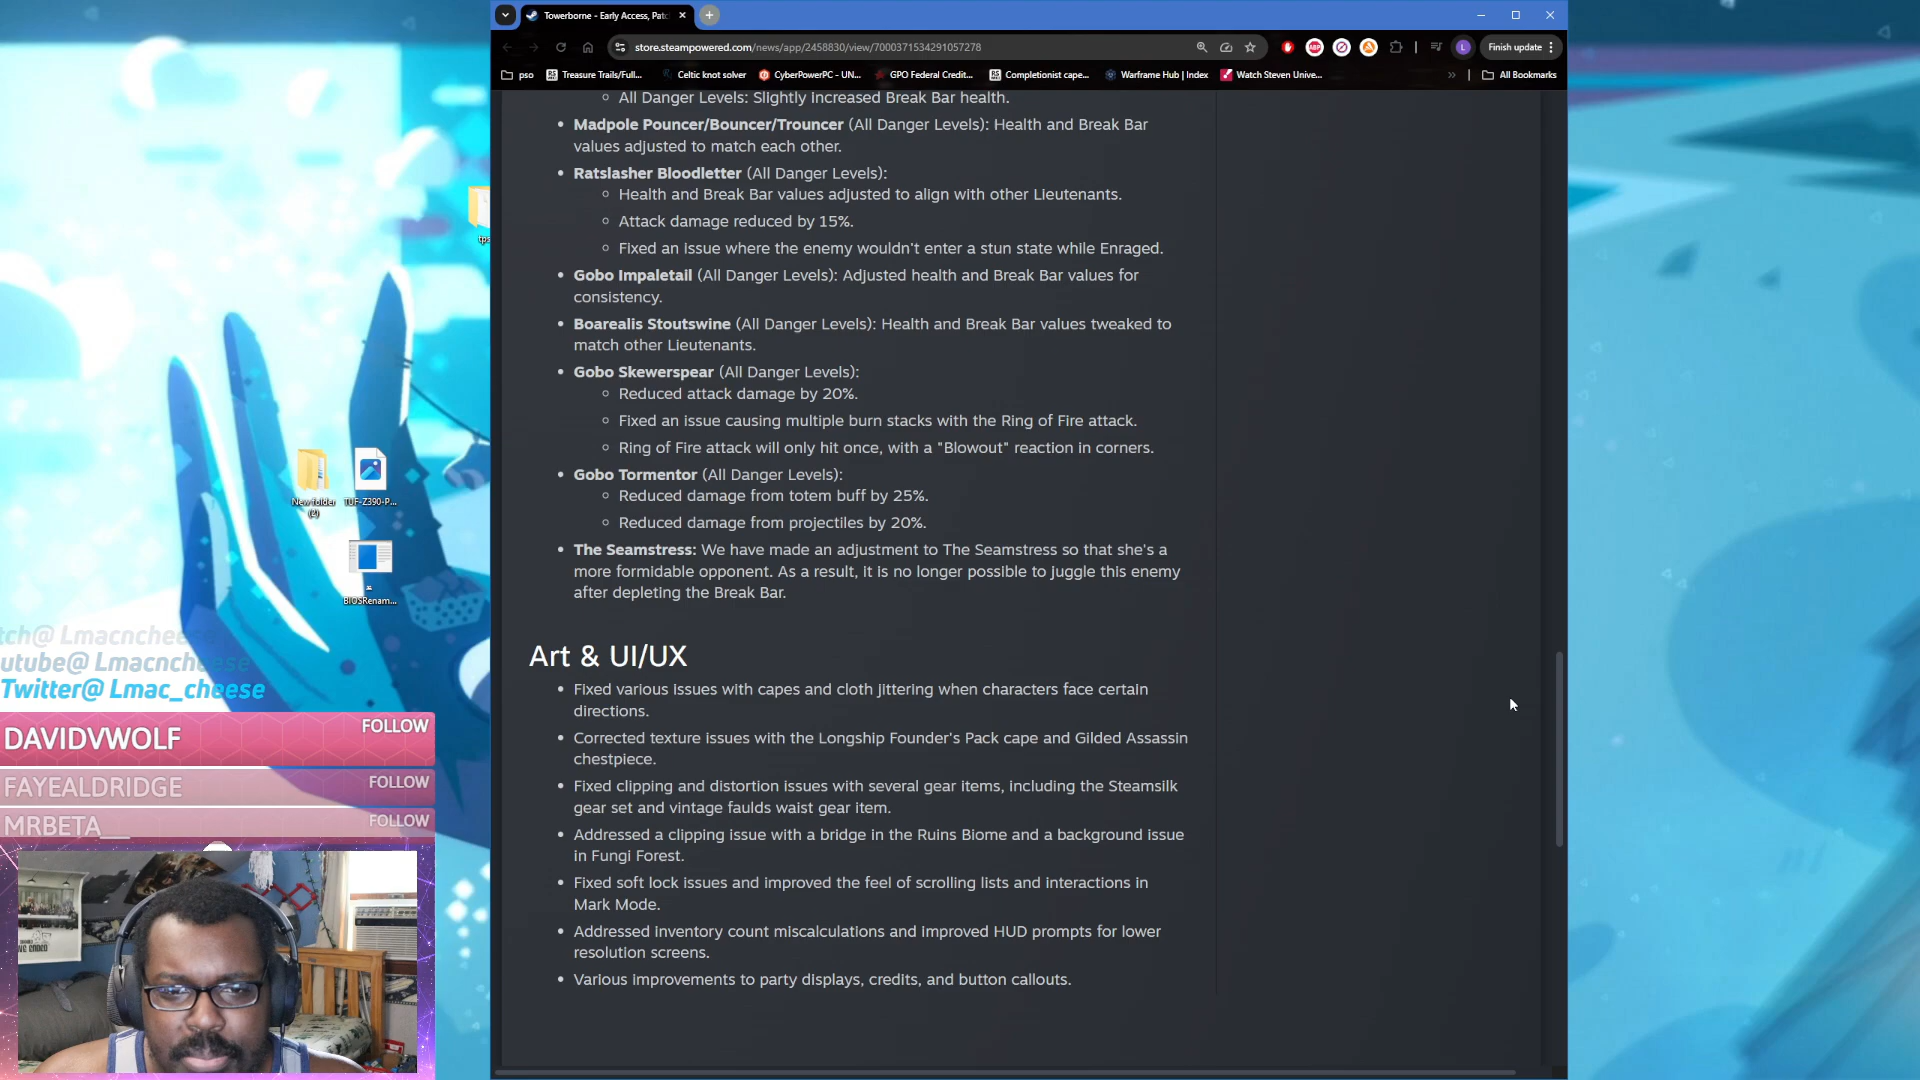 Towerborne - Early Access, Patc
store.steampowered.com/news/app/2458830/view/7000371534291057278
Finish update
pso
Treasure Trails/Full...
Celtic knot solver
CyberPowerPC - UN...
GPO Federal Credit...
Completionist cape...
Warframe Hub | Index
Watch Steven Unive...
All Bookmarks
All Danger Levels: Slightly increased Break Bar health.
Madpole Pouncer/Bouncer/Trouncer (All Danger Levels): Health and Break Bar
values adjusted to match each other.
Ratslasher Bloodletter (All Danger Levels):
Health and Break Bar values adjusted to align with other Lieutenants.
Attack damage reduced by 15%.
Fixed an issue where the enemy wouldn't enter a stun state while Enraged.
Gobo Impaletail (All Danger Levels): Adjusted health and Break Bar values for
consistency.
Boarealis Stoutswine (All Danger Levels): Health and Break Bar values tweaked to
match other Lieutenants.
Gobo Skewerspear (All Danger Levels):
Reduced attack damage by 20%.
Fixed an issue causing multiple burn stacks with the Ring of Fire attack.
Ring of Fire attack will only hit once, with a "Blowout" reaction in corners.
Gobo Tormentor (All Danger Levels):
Reduced damage from totem buff by 25%.
Reduced damage from projectiles by 20%.
The Seamstress: We have made an adjustment to The Seamstress so that she's a
more formidable opponent. As a result, it is no longer possible to juggle this enemy
after depleting the Break Bar.
Art & UI/UX
Fixed various issues with capes and cloth jittering when characters face certain
directions.
Corrected texture issues with the Longship Founder's Pack cape and Gilded Assassin
chestpiece.
Fixed clipping and distortion issues with several gear items, including the Steamsilk
gear set and vintage faulds waist gear item.
Addressed a clipping issue with a bridge in the Ruins Biome and a background issue
in Fungi Forest.
Fixed soft lock issues and improved the feel of scrolling lists and interactions in
Mark Mode.
Addressed inventory count miscalculations and improved HUD prompts for lower
resolution screens.
Various improvements to party displays, credits, and button callouts.
tps
New folder
(2)
TUF-Z390-P...
BIOSRenam...
tch@ Lmacncheese
utube@ Lmacncheese
Twitter@ Lmac_cheese
DAVIDVWOLF FOLLOW
FAYEALDRIDGE FOLLOW
MRBETA__ FOLLOW